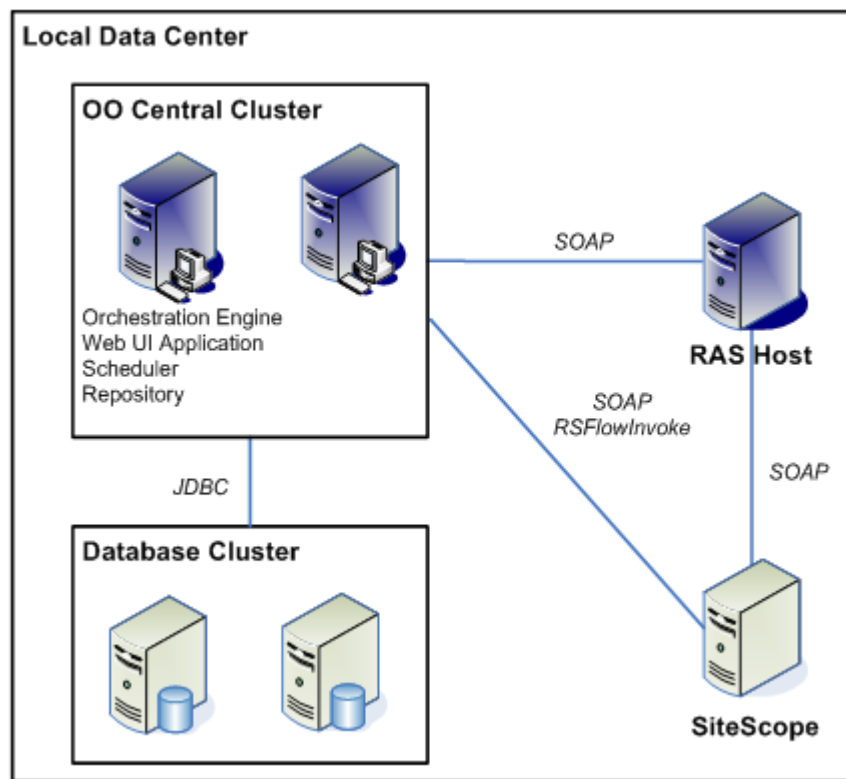 Local Data Center
OO Central Cluster
Orchestration Engine
Web UI Application
Scheduler
Repository
SOAP
RAS Host
SOAP
RSFlowInvoke
SOAP
JDBC
Database Cluster
SiteScope